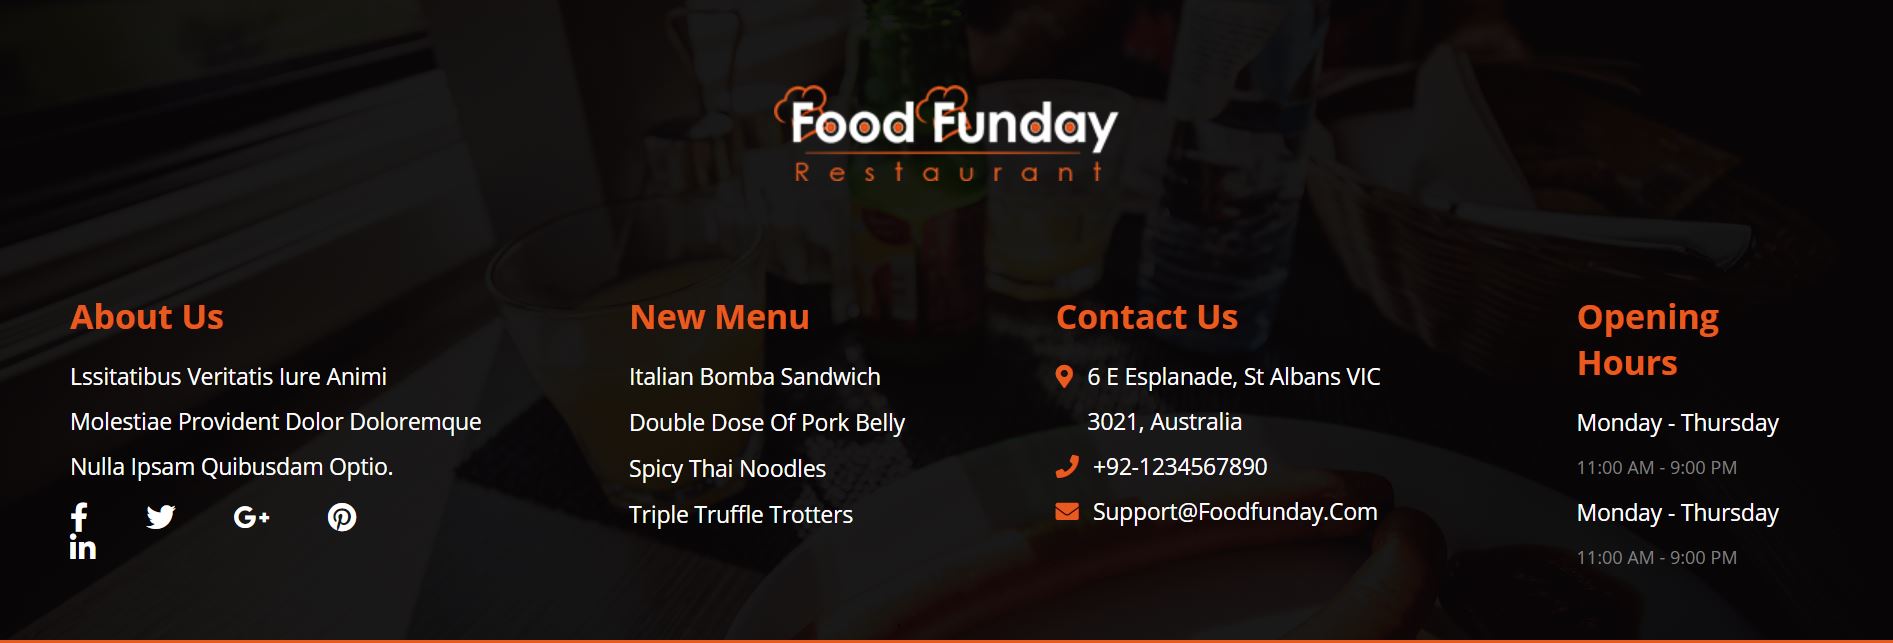 Food Funday
Restaurant
About Us
Lssitatibus Veritatis Iure Animi
Molestiae Provident Dolor Doloremque
Nulla Ipsam Quibusdam Optio.
New Menu
Italian Bomba Sandwich
Double Dose Of Pork Belly
Spicy Thai Noodles
Triple Truffle Trotters
Contact Us
6 E Esplanade, St Albans VIC
3021, Australia
+92-1234567890
Support@Foodfunday.Com
Opening
Hours
Monday - Thursday
11:00 AM - 9:00 PM
Monday - Thursday
11:00 AM - 9:00 PM